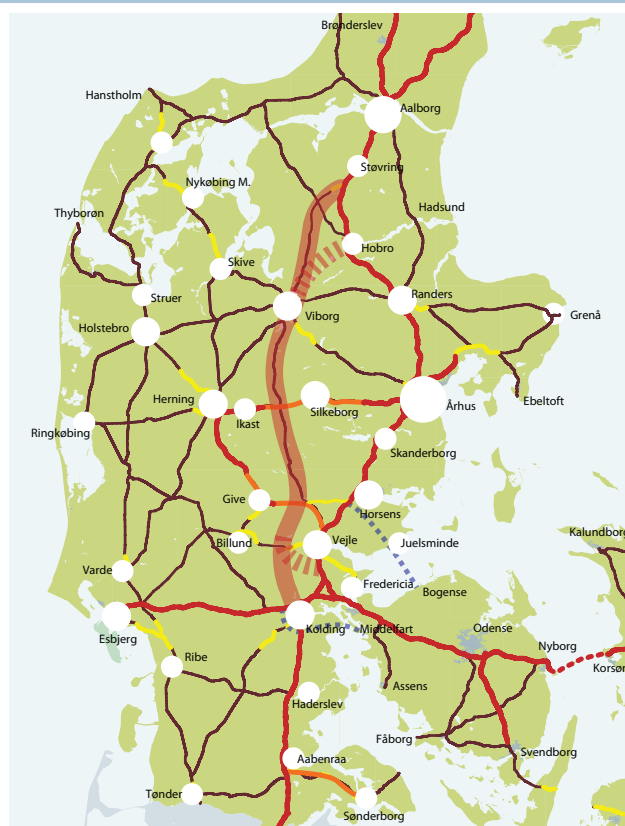 Brønderslev
Hanstholm
Aalborg
Støvring
Nykøbing M.
Hadsund
Thyborøn
Hobro
Skive
Struer
Randers
Viborg
Grenå
Holstebro
Herning
Ikast
Silkeborg
Århus
Ebeltoft
Ringkøbing
Skanderborg
Give
Horsens
Billund
Vejle
Juelsminde
Kalundborg
Varde
Fredericia
Bogense
Esbjerg
Kolding
Middelfart
Odense
Nyborg
Ribe
Korsør
Assens
Haderslev
Fåborg
Svendborg
Aabenraa
Tønder
Sønderborg